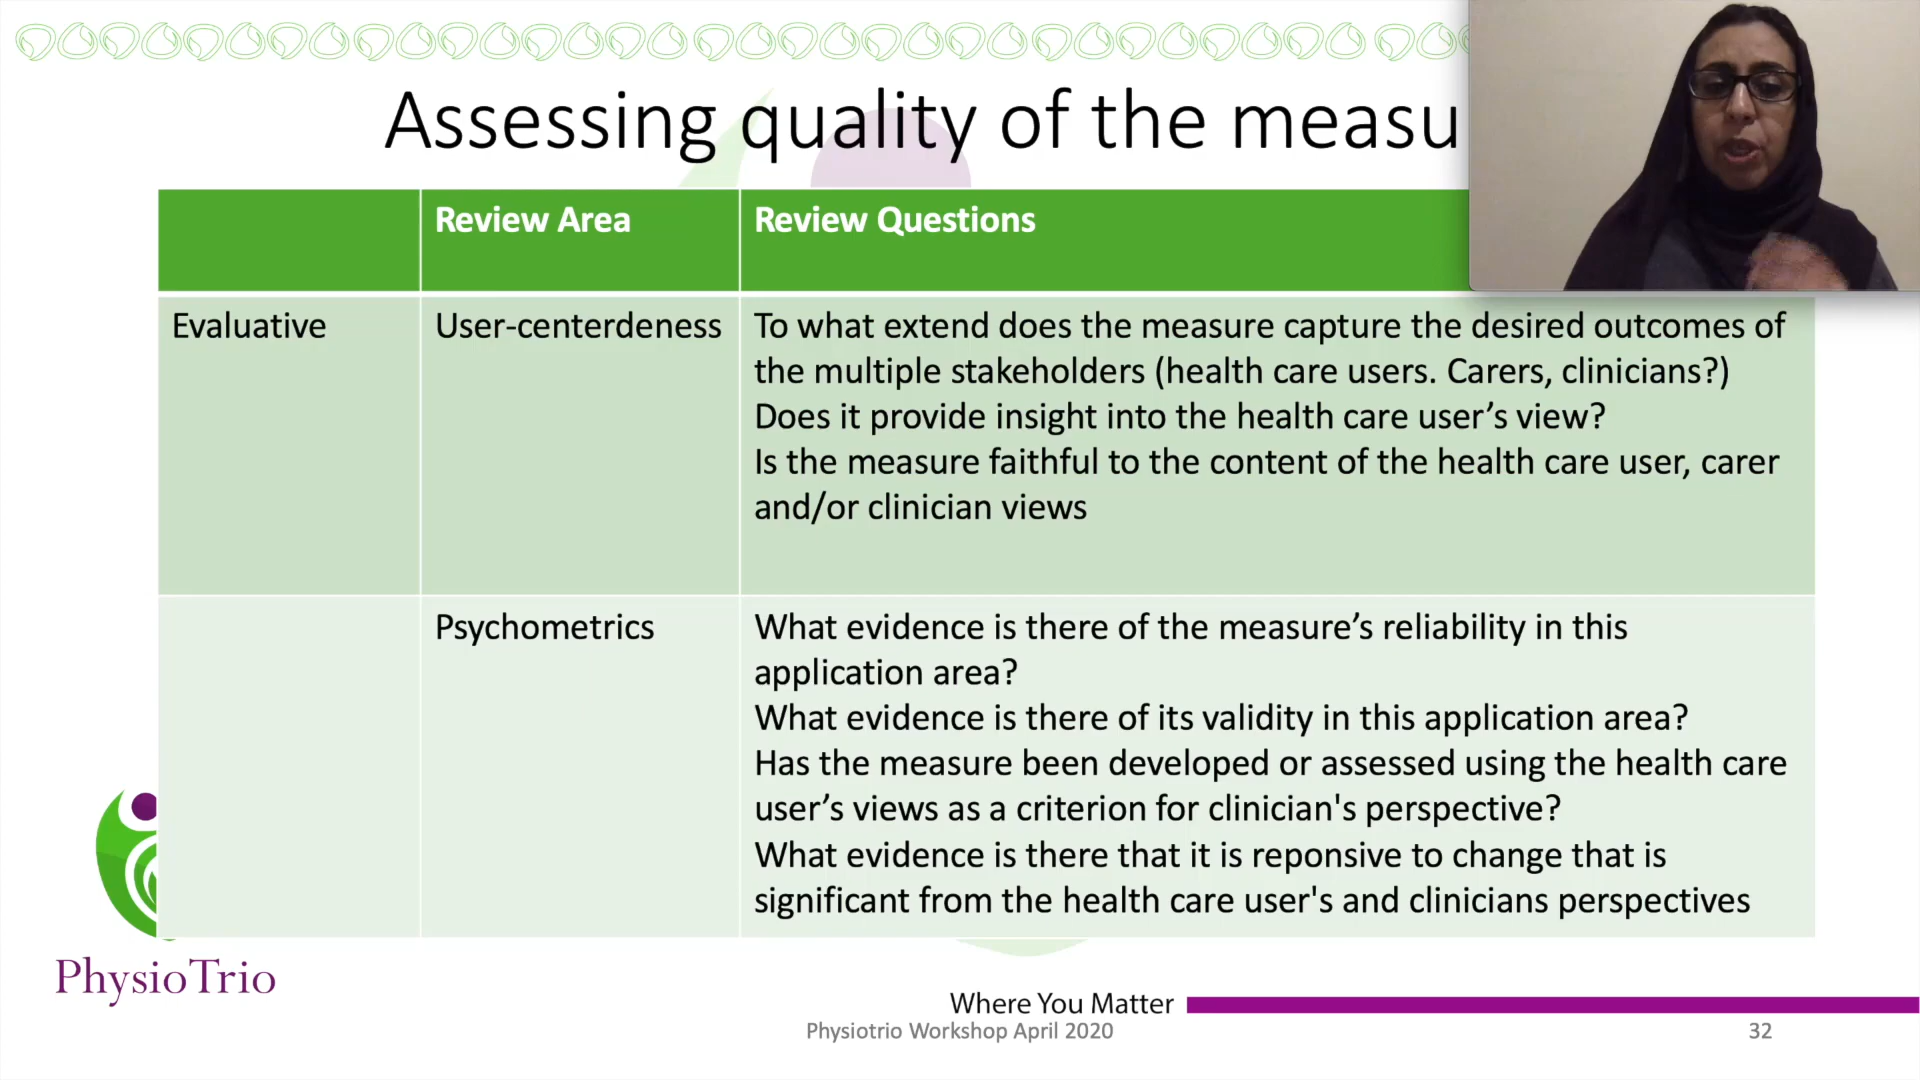 Assessing quality of the measu
Review Area
Review Questions
Evaluative
User-centerdeness
To what extend does the measure capture the desired outcomes of
the multiple stakeholders (health care users. Carers, clinicians?)
Does it provide insight into the health care user’s view?
Is the measure faithful to the content of the health care user, carer
and/or clinician views
Psychometrics
What evidence is there of the measure’s reliability in this
application area?
What evidence is there of its validity in this application area?
Has the measure been developed or assessed using the health care
user’s views as a criterion for clinician's perspective?
What evidence is there that it is reponsive to change that is
significant from the health care user's and clinicians perspectives
PhysioTrio
Where You Matter
Physiotrio Workshop April 2020
32